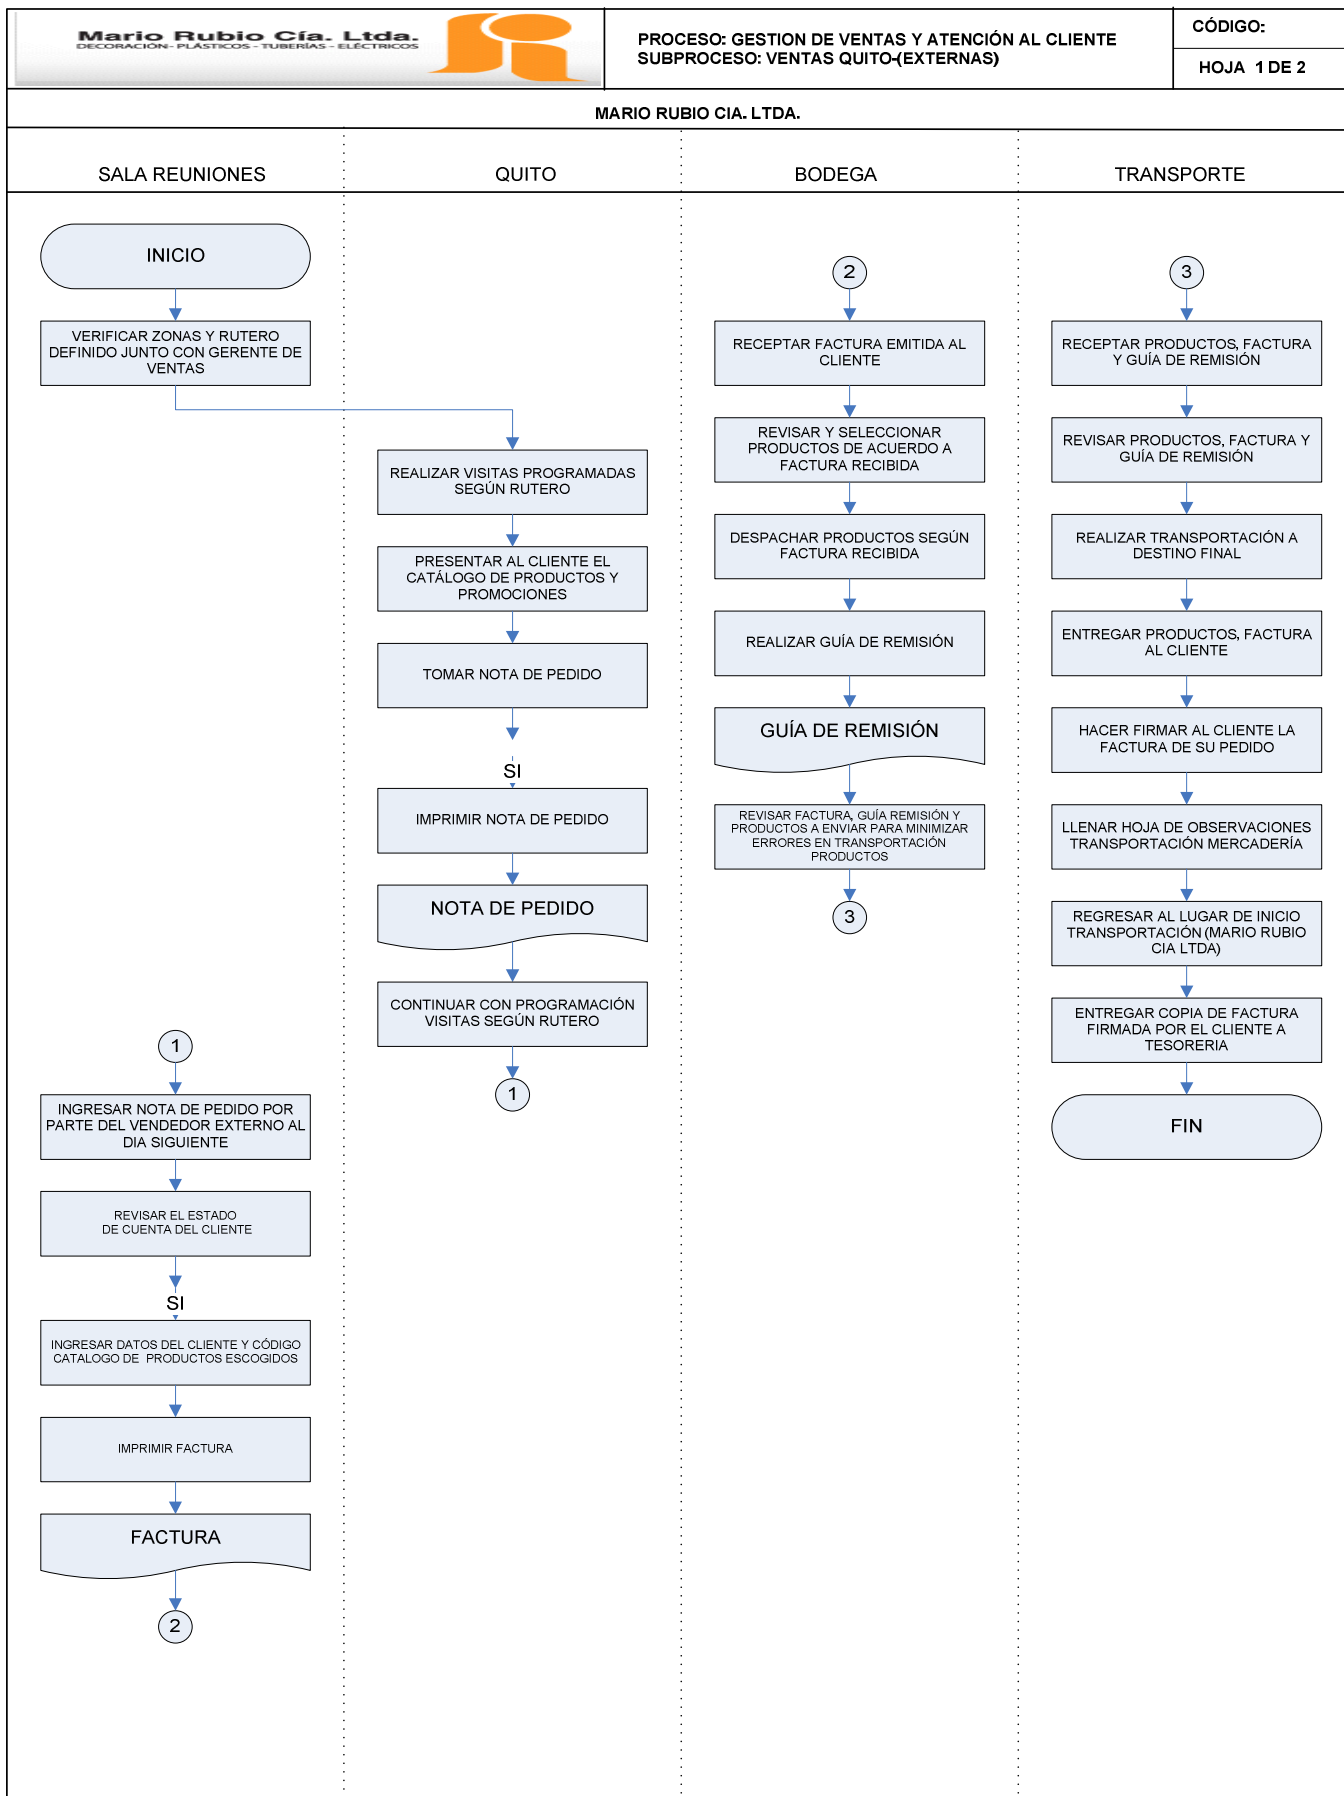 Mario Rubio Cía. Ltda.
DECORACIÓN- PLÁSTICOS - TUBERÍAS - ELÉCTRICOS
PROCESO: GESTION DE VENTAS Y ATENCIÓN AL CLIENTE
SUBPROCESO: VENTAS QUITO-(EXTERNAS)
CÓDIGO:
HOJA 1 DE 2
MARIO RUBIO CIA. LTDA.
SALA REUNIONES
QUITO
BODEGA
TRANSPORTE
INICIO
VERIFICAR ZONAS Y RUTERO
DEFINIDO JUNTO CON GERENTE DE
VENTAS
REALIZAR VISITAS PROGRAMADAS
SEGÚN RUTERO
PRESENTAR AL CLIENTE EL
CATÁLOGO DE PRODUCTOS Y
PROMOCIONES
TOMAR NOTA DE PEDIDO
SI
IMPRIMIR NOTA DE PEDIDO
NOTA DE PEDIDO
CONTINUAR CON PROGRAMACIÓN
VISITAS SEGÚN RUTERO
1
1
INGRESAR NOTA DE PEDIDO POR
PARTE DEL VENDEDOR EXTERNO AL
DIA SIGUIENTE
REVISAR EL ESTADO
DE CUENTA DEL CLIENTE
SI
INGRESAR DATOS DEL CLIENTE Y CÓDIGO
CATALOGO DE PRODUCTOS ESCOGIDOS
IMPRIMIR FACTURA
FACTURA
2
2
RECEPTAR FACTURA EMITIDA AL
CLIENTE
REVISAR Y SELECCIONAR
PRODUCTOS DE ACUERDO A
FACTURA RECIBIDA
DESPACHAR PRODUCTOS SEGÚN
FACTURA RECIBIDA
REALIZAR GUÍA DE REMISIÓN
GUÍA DE REMISIÓN
REVISAR FACTURA, GUÍA REMISIÓN Y
PRODUCTOS A ENVIAR PARA MINIMIZAR
ERRORES EN TRANSPORTACIÓN
PRODUCTOS
3
3
RECEPTAR PRODUCTOS, FACTURA
Y GUÍA DE REMISIÓN
REVISAR PRODUCTOS, FACTURA Y
GUÍA DE REMISIÓN
REALIZAR TRANSPORTACIÓN A
DESTINO FINAL
ENTREGAR PRODUCTOS, FACTURA
AL CLIENTE
HACER FIRMAR AL CLIENTE LA
FACTURA DE SU PEDIDO
LLENAR HOJA DE OBSERVACIONES
TRANSPORTACIÓN MERCADERÍA
REGRESAR AL LUGAR DE INICIO
TRANSPORTACIÓN (MARIO RUBIO
CIA LTDA)
ENTREGAR COPIA DE FACTURA
FIRMADA POR EL CLIENTE A
TESORERIA
FIN